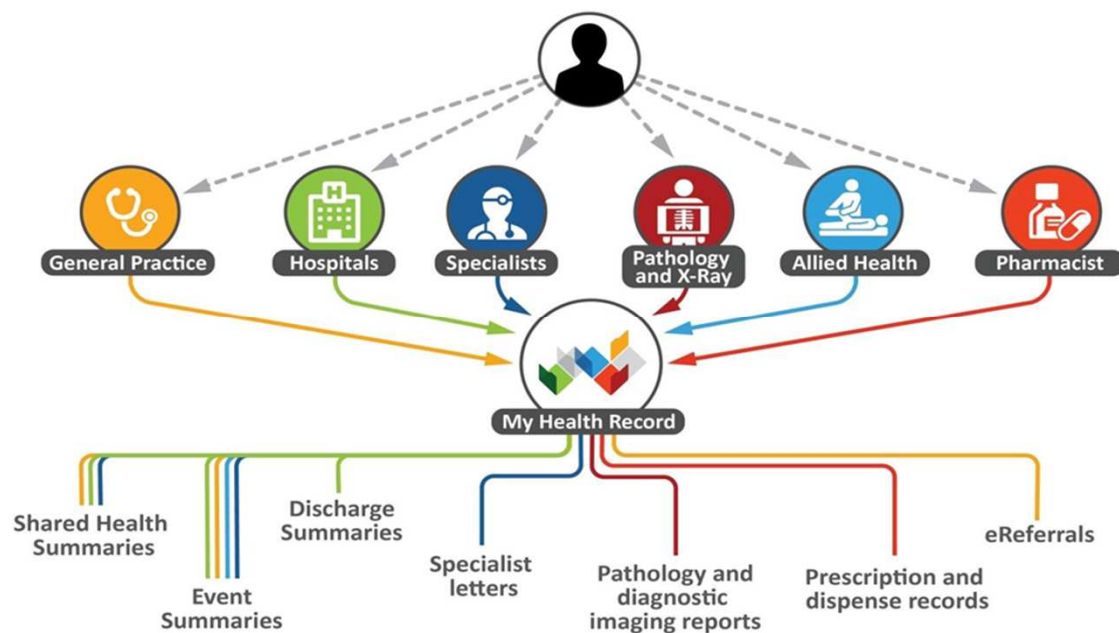 H
General Practice
Hospitals
Specialists
Pathology
and X-Ray
Allied Health
Pharmacist
My Health Record
Shared Health
Summaries
Event
Summaries
Discharge
Summaries
Specialist
letters
Pathology and
diagnostic
imaging reports
Prescription and
dispense records
eReferrals